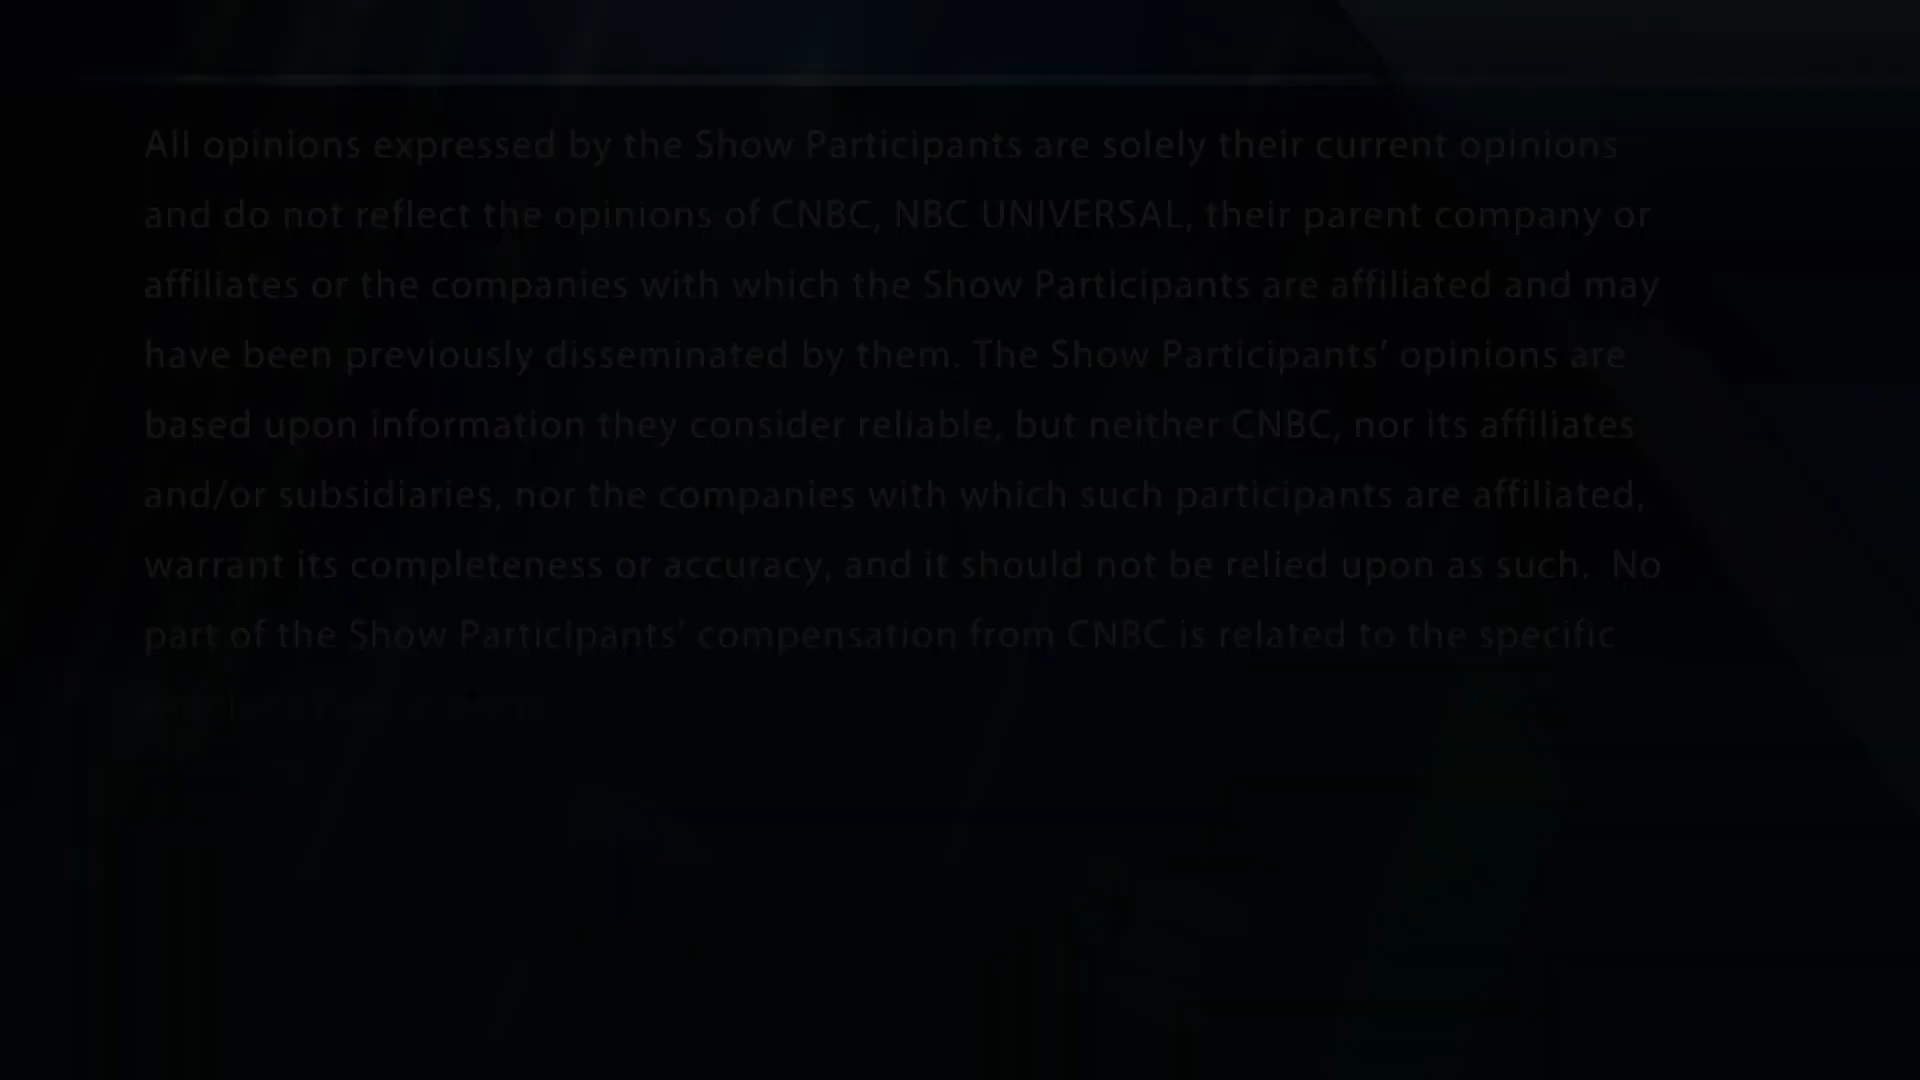 All opinions expressed by the Show Participants are solely their current opinions
and do not reflect the opinions of CNBC, NBC UNIVERSAL, their parent company or
affiliates or the companies with which the Show Participants are affiliated and may
have been previously disseminated by them. The Show Participants’ opinions are
based upon information they consider reliable, but neither CNBC, nor its affiliates
and/or subsidiaries, nor the companies with which such participants are affiliated,
warrant its completeness or accuracy, and it should not be relied upon as such.  No
part of the Show Participants’ compensation from CNBC is related to the specific